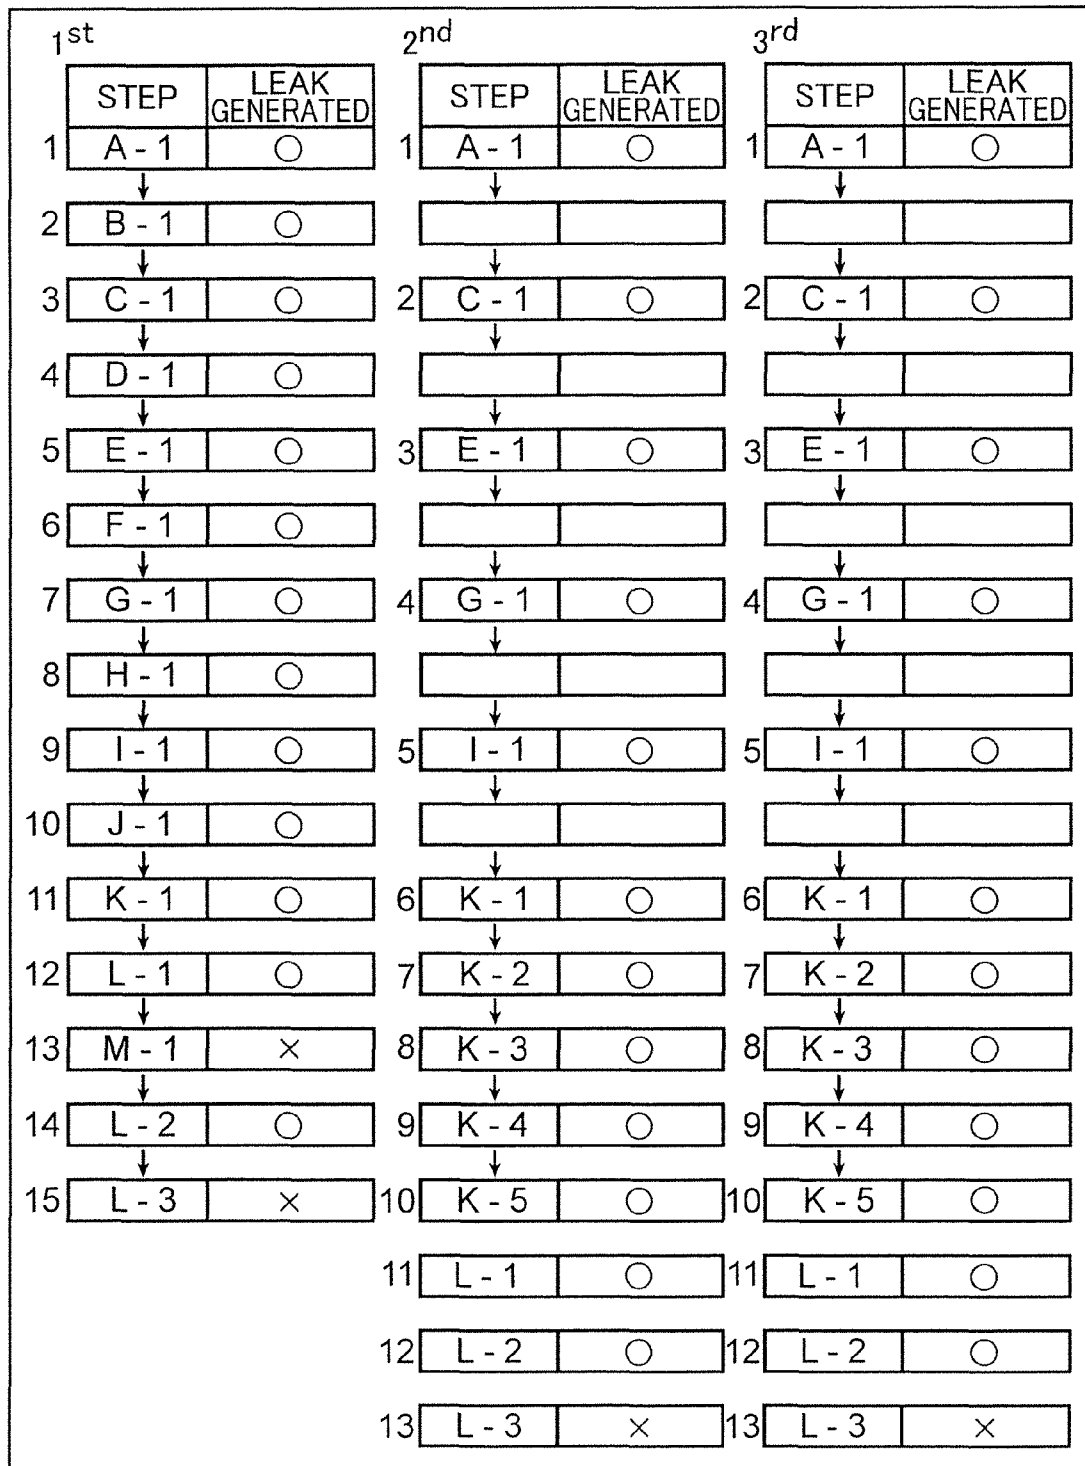 1st 2nd 3rd
STEP LEAK GENERATED STEP LEAK GENERATED STEP LEAK GENERATED
1 A - 1 ○ 1 A - 1 ○ 1 A - 1 ○
2 B - 1 ○
3 C - 1 ○ 2 C - 1 ○ 2 C - 1 ○
4 D - 1 ○
5 E - 1 ○ 3 E - 1 ○ 3 E - 1 ○
6 F - 1 ○
7 G - 1 ○ 4 G - 1 ○ 4 G - 1 ○
8 H - 1 ○
9 I - 1 ○ 5 I - 1 ○ 5 I - 1 ○
10 J - 1 ○
11 K - 1 ○ 6 K - 1 ○ 6 K - 1 ○
12 L - 1 ○ 7 K - 2 ○ 7 K - 2 ○
13 M - 1 × 8 K - 3 ○ 8 K - 3 ○
14 L - 2 ○ 9 K - 4 ○ 9 K - 4 ○
15 L - 3 × 10 K - 5 ○ 10 K - 5 ○
11 L - 1 ○ 11 L - 1 ○
12 L - 2 ○ 12 L - 2 ○
13 L - 3 × 13 L - 3 ×